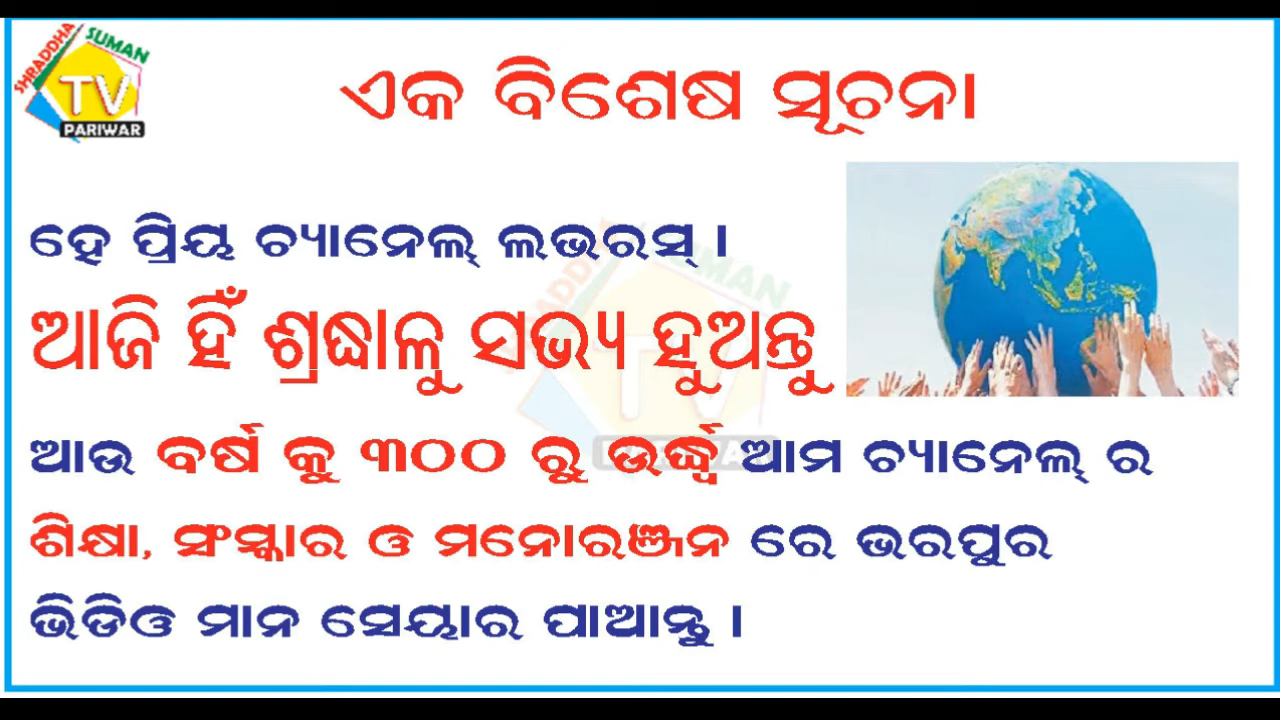 SHRADDHA SUMAN
TV
PARIWAR
ଏକ ବିଶେଷ ସୂଚନା
ହେ ପ୍ରିୟ ଚ୍ୟାନେଲ୍ ଲଭରସ୍ ।
ଆଜି ହିଁ ଶ୍ରଦ୍ଧାଳୁ ସଭ୍ୟ ହୁଅନ୍ତୁ
ଆଉ ବର୍ଷ କୁ ୩୦୦ ରୁ ଉର୍ଦ୍ଧ୍ୱ ଆମ ଚ୍ୟାନେଲ୍ ର
ଶିକ୍ଷା, ସଂସ୍କାର ଓ ମନୋରଞ୍ଜନ ରେ ଭରପୁର
ଭିଡିଓ ମାନ ସେୟାର ପାଆନ୍ତୁ ।